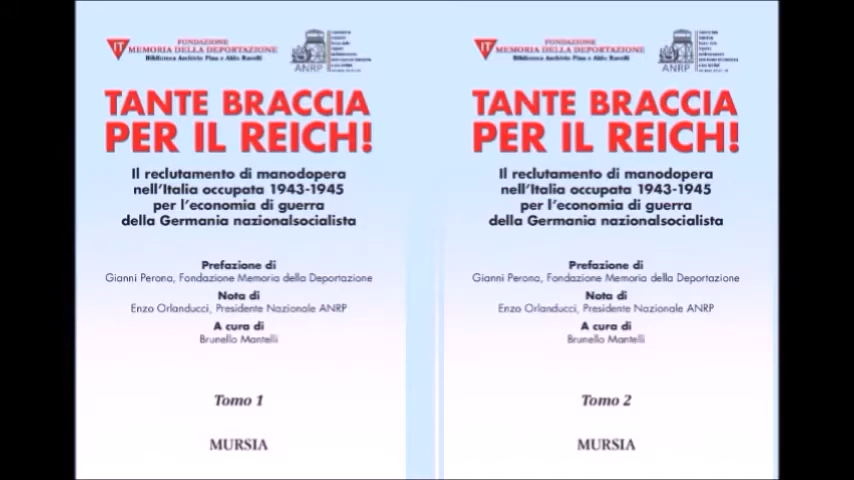 IT
FONDAZIONE
MEMORIA DELLA DEPORTAZIONE
Biblioteca Archivio Pina e Aldo Ravelli
ANRP
TANTE BRACCIA
PER IL REICH!
Il reclutamento di manodopera
nell'Italia occupata 1943-1945
per l'economia di guerra
della Germania nazionalsocialista
Prefazione di
Gianni Perona, Fondazione Memoria della Deportazione
Nota di
Enzo Orlanducci, Presidente Nazionale ANRP
A cura di
Brunello Mantelli
Tomo 1
MURSIA
IT
FONDAZIONE
MEMORIA DELLA DEPORTAZIONE
Biblioteca Archivio Pina e Aldo Ravelli
ANRP
TANTE BRACCIA
PER IL REICH!
Il reclutamento di manodopera
nell'Italia occupata 1943-1945
per l'economia di guerra
della Germania nazionalsocialista
Prefazione di
Gianni Perona, Fondazione Memoria della Deportazione
Nota di
Enzo Orlanducci, Presidente Nazionale ANRP
A cura di
Brunello Mantelli
Tomo 2
MURSIA